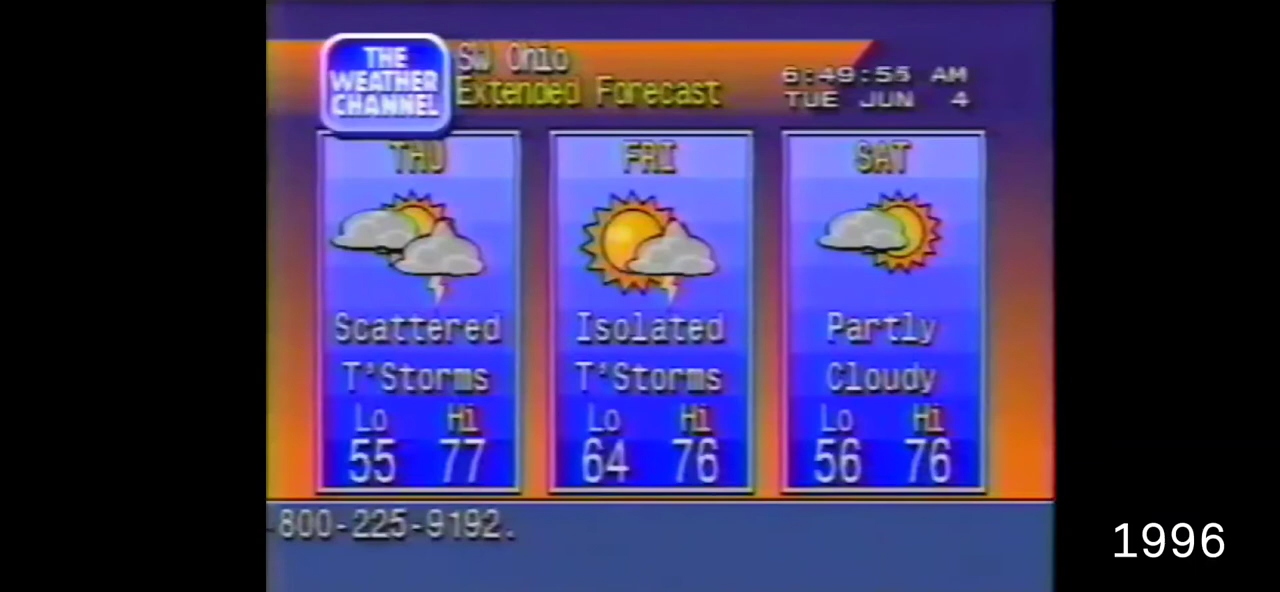 THE
WEATHER
CHANNEL
SW Ohio
Extended Forecast
6:49:55 AM
TUE JUN 4
THU
FRI
SAT
Scattered
T'Storms
Isolated
T'Storms
Partly
Cloudy
Lo Hi
55 77
Lo Hi
64 76
Lo Hi
56 76
-800-225-9192.
1996